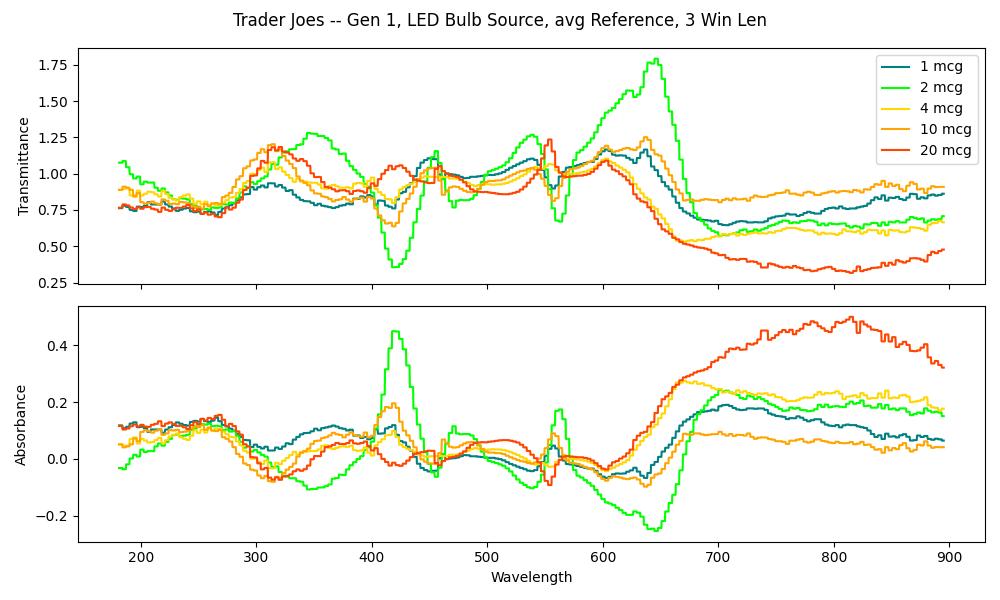 Trader Joes -- Gen 1, LED Bulb Source, avg Reference, 3 Win Len
Transmittance
1.75
1.50
1.25
1.00
0.75
0.50
0.25
1 mcg
2 mcg
4 mcg
10 mcg
20 mcg
Absorbance
0.4
0.2
0.0
−0.2
200 300 400 500 600 700 800 900
Wavelength